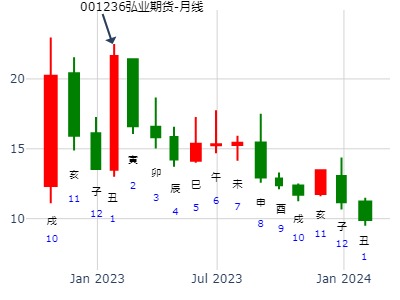 001236弘业期货-月线
20
15
10
戌
10
亥
11
子
12
丑
1
寅
2
卯
3
辰
4
巳
5
午
6
未
7
申
8
酉
9
戌
10
亥
11
子
12
丑
1
Jan 2023
Jul 2023
Jan 2024